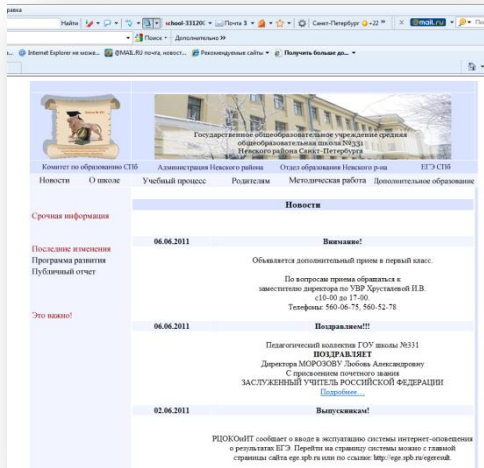 равка
Найти
school-33120C
Почта 3
Санкт-Петербург
+22 °
@mail.ru
Поиск
Дополнительно »
Internet Explorer не може...
@MAIL.RU почта, новост...
Рекомендуемые сайты
Получить больше до...
Государственное общеобразовательное учреждение средняя
общеобразовательная школа №331
Невского района Санкт-Петербурга
Комитет по образованию СПб Администрация Невского района Отдел образования Невского р-на ЕГЭ СПб
Новости О школе Учебный процесс Родителям Методическая работа Дополнительное образование
Новости
Срочная информация
Последние изменения
Программа развития
Публичный отчет
Это важно!
06.06.2011 Внимание!
Объявляется дополнительный прием в первый класс.
По вопросам приема обращаться к
заместителю директора по УВР Хрусталевой И.В.
с10-00 до 17-00.
Телефоны: 560-06-75, 560-52-78
06.06.2011 Поздравляем!!!
Педагогический коллектив ГОУ школы №331
ПОЗДРАВЛЯЕТ
Директора МОРОЗОВУ Любовь Александровну
С присвоением почетного звания
ЗАСЛУЖЕННЫЙ УЧИТЕЛЬ РОССИЙСКОЙ ФЕДЕРАЦИИ
Подробнее...
02.06.2011 Выпускникам!
РЦОКОиИТ сообщает о вводе в эксплуатацию системы интернет-оповещения
о результатах ЕГЭ. Перейти на страницу системы можно с главной
страницы сайта ege.spb.ru или по ссылке: http://ege.spb.ru/egeresult.